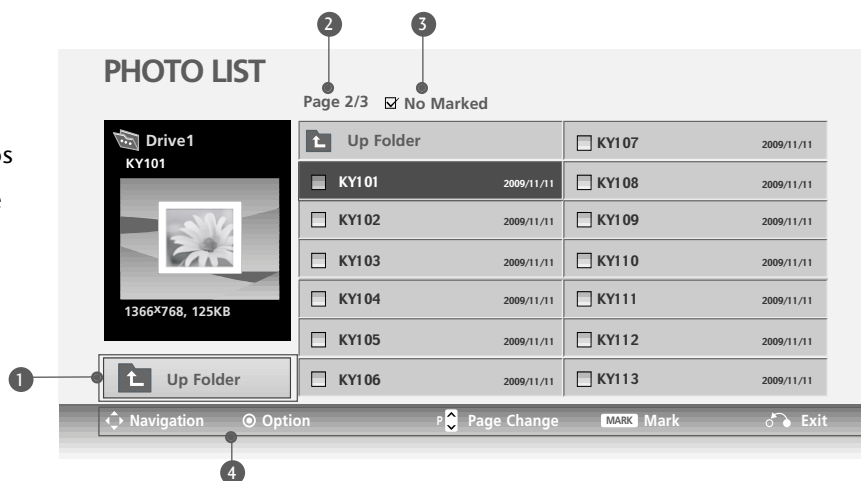 2 3
PHOTO LIST
Page 2/3 No Marked
Drive1
KY101
1366x768, 125KB
Up Folder
KY101 2009/11/11
KY102 2009/11/11
KY103 2009/11/11
KY104 2009/11/11
KY105 2009/11/11
KY106 2009/11/11
KY107 2009/11/11
KY108 2009/11/11
KY109 2009/11/11
KY110 2009/11/11
KY111 2009/11/11
KY112 2009/11/11
KY113 2009/11/11
1 Up Folder
Navigation Option P Page Change MARK Mark Exit
4